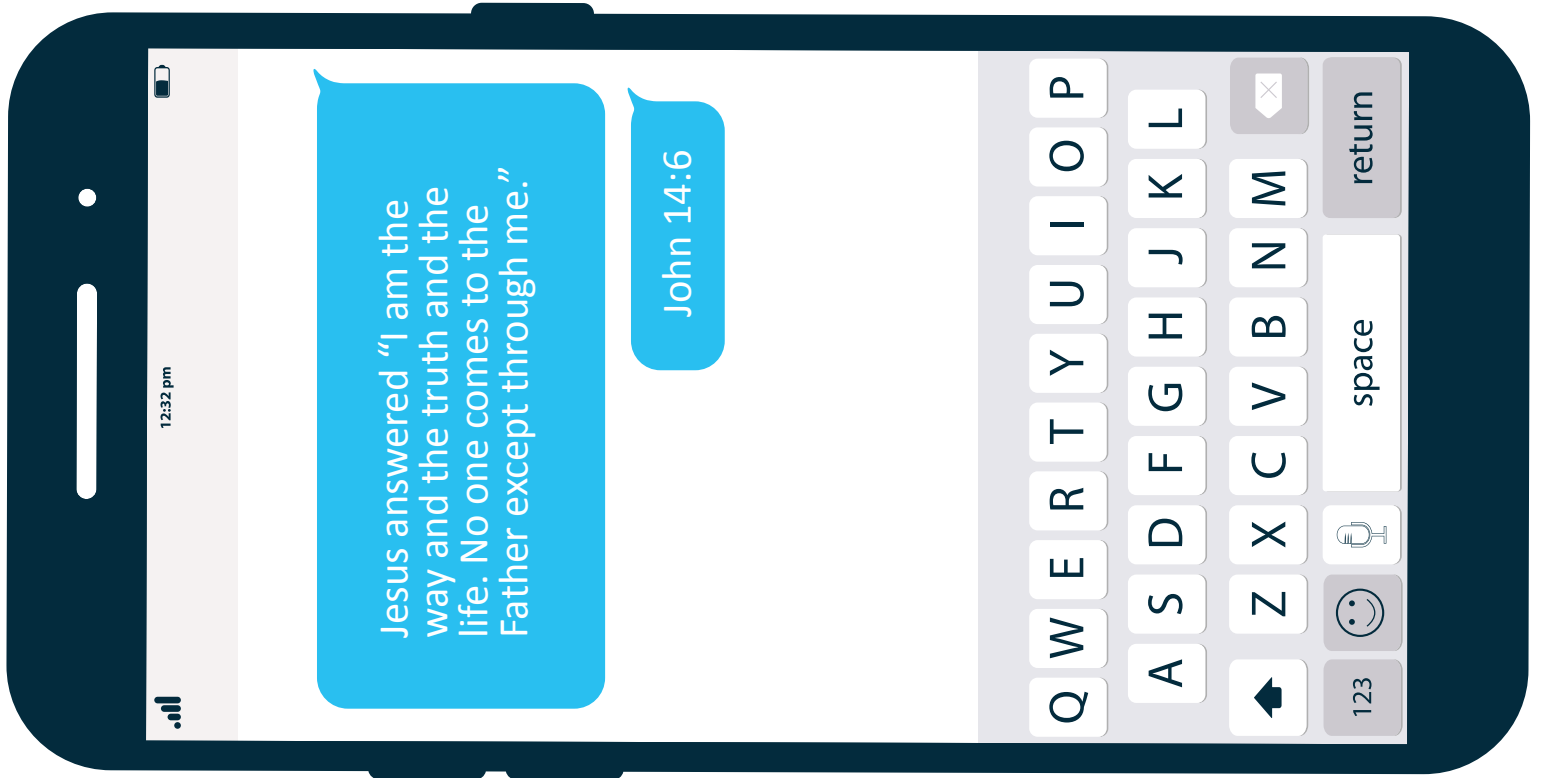 12:32 pm
Jesus answered “I am the
way and the truth and the
life. No one comes to the
Father except through me.”
John 14:6
Q W E R T Y U I O P
A S D F G H J K L
Z X C V B N M
123 space return